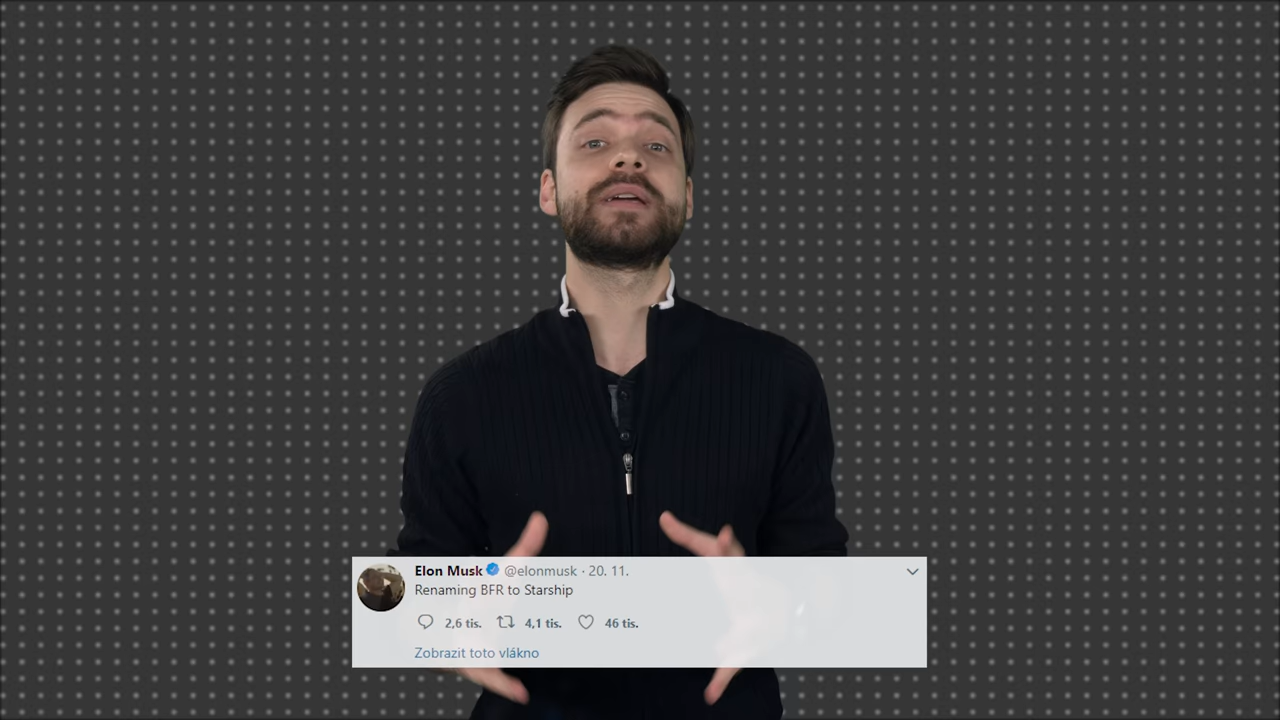 Elon Musk @elonmusk · 20. 11.
Renaming BFR to Starship
2,6 tis. 4,1 tis. 46 tis.
Zobrazit toto vlákno